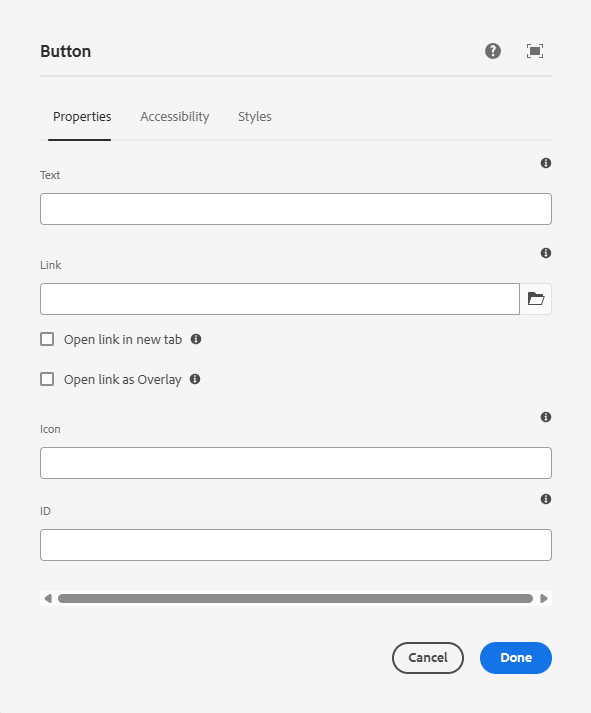 Button
Properties Accessibility Styles
Text
Link
Open link in new tab
Open link as Overlay
Icon
ID
Cancel Done